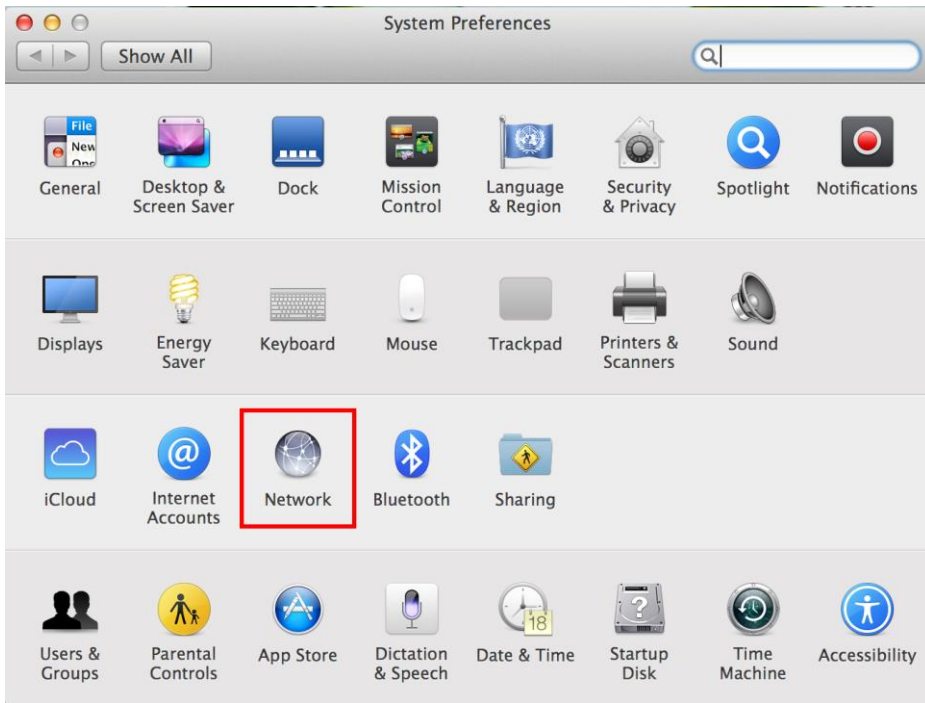 System Preferences
Show All
File
New
Ope
General
Desktop &
Screen Saver
Dock
Mission
Control
Language
& Region
Security
& Privacy
Spotlight
Notifications
Displays
Energy
Saver
Keyboard
Mouse
Trackpad
Printers &
Scanners
Sound
iCloud
@
Internet
Accounts
Network
Bluetooth
Sharing
Users &
Groups
Parental
Controls
App Store
Dictation
& Speech
18
Date & Time
?
Startup
Disk
Time
Machine
Accessibility